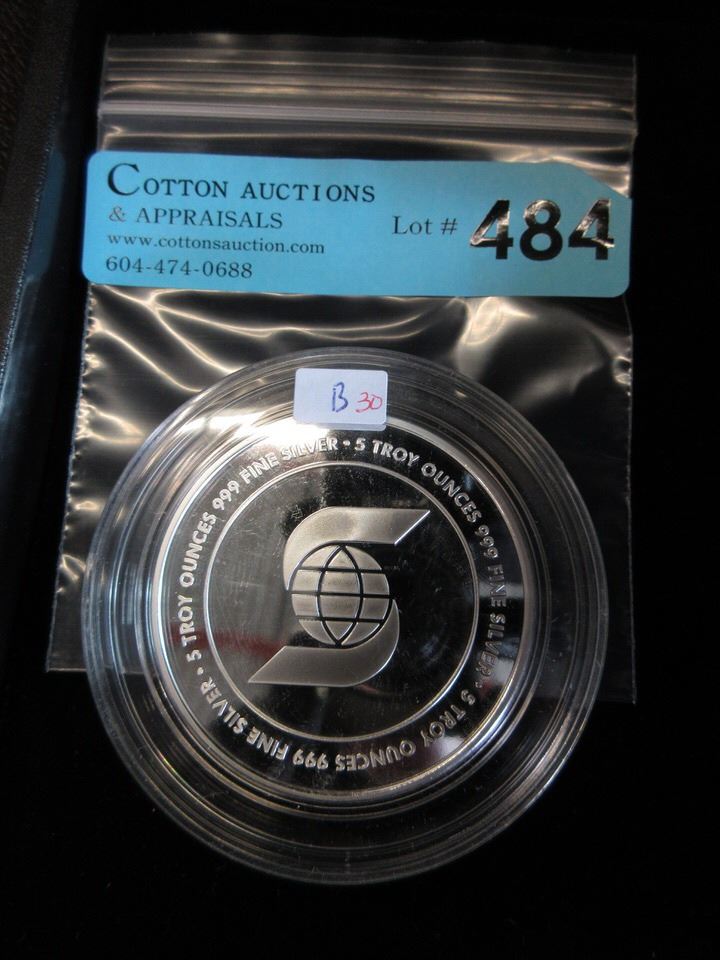 COTTON AUCTIONS
& APPRAISALS
www.cottonsauction.com
604-474-0688
Lot # 484
B 30
5 TROY OUNCES 999 FINE SILVER • 5 TROY OUNCES 999 FINE SILVER • 5 TROY OUNCES 999 FINE SILVER •